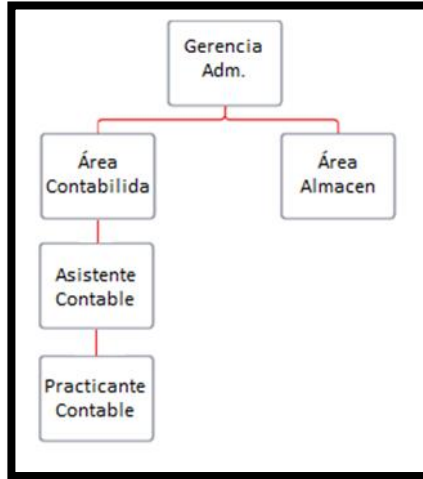 Gerencia
Adm.
Área
Contabilida
Área
Almacen
Asistente
Contable
Practicante
Contable